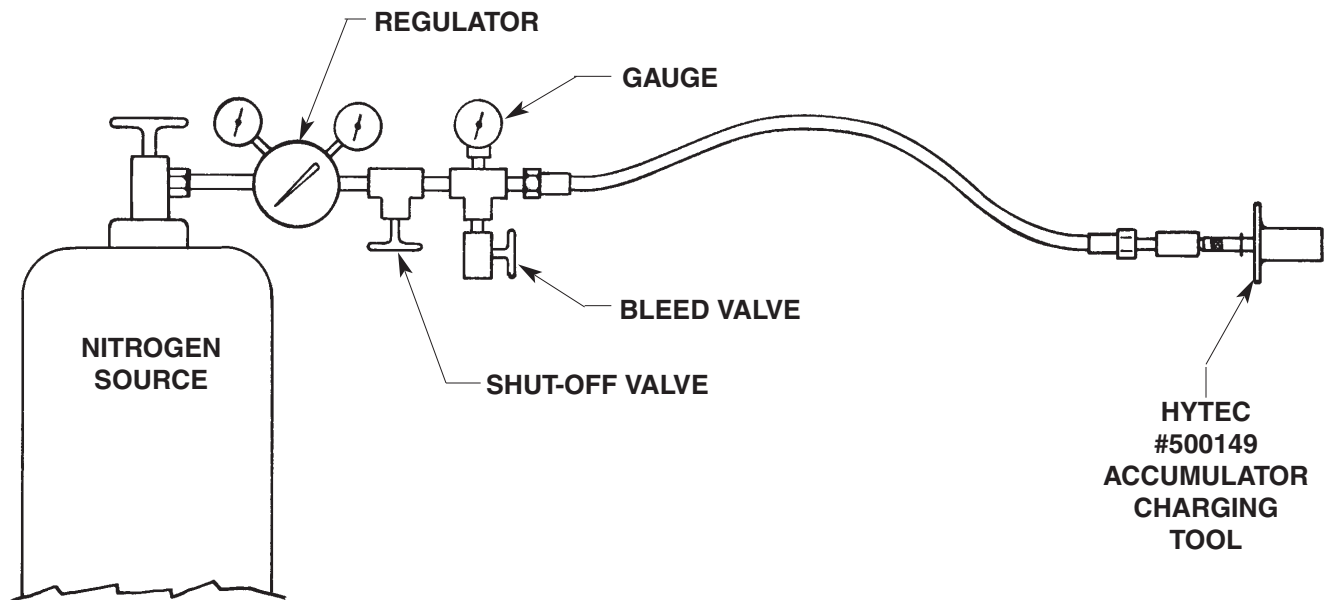 REGULATOR
GAUGE
BLEED VALVE
NITROGEN
SOURCE
SHUT-OFF VALVE
HYTEC
#500149
ACCUMULATOR
CHARGING
TOOL